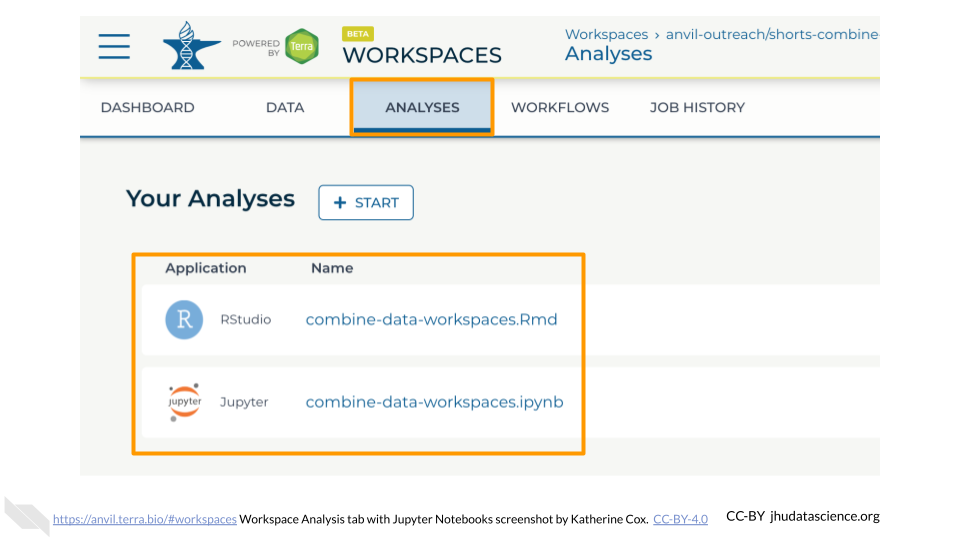 POWERED BY
Terra
BETA
WORKSPACES
Workspaces › anvil-outreach/shorts-combine
Analyses
DASHBOARD DATA ANALYSES WORKFLOWS JOB HISTORY
Your Analyses + START
Application Name
R RStudio combine-data-workspaces.Rmd
jupyter Jupyter combine-data-workspaces.ipynb
https://anvil.terra.bio/#workspaces Workspace Analysis tab with Jupyter Notebooks screenshot by Katherine Cox. CC-BY-4.0 CC-BY jhudatascience.org